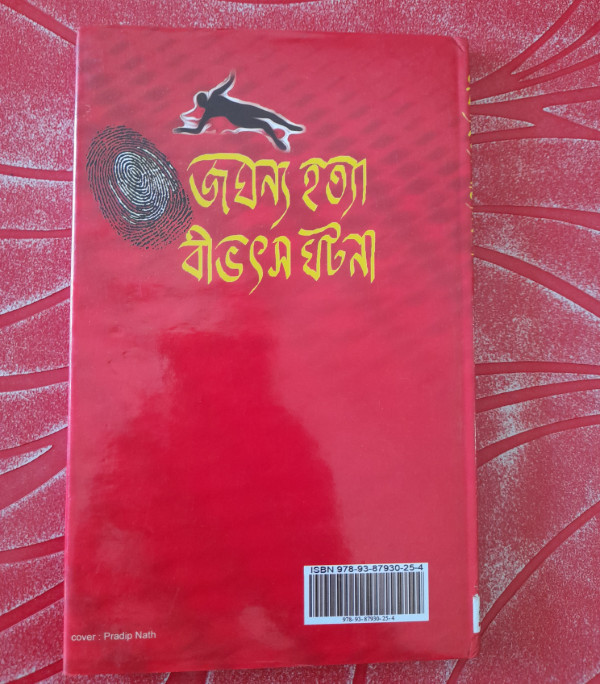 জঘন্য হত্যা
বীভৎস ঘটনা
ISBN 978-93-87930-25-4
978-93-87930-25-4
cover : Pradip Nath